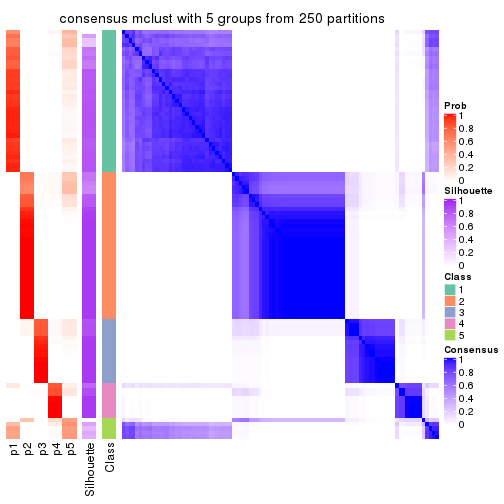 consensus mclust with 5 groups from 250 partitions
Prob
1
0.8
0.6
0.4
0.2
0
Silhouette
1
0.8
0.6
0.4
0.2
0
Class
1
2
3
4
5
Consensus
1
0.8
0.6
0.4
0.2
0
p1
p2
p3
p4
p5
Silhouette
Class